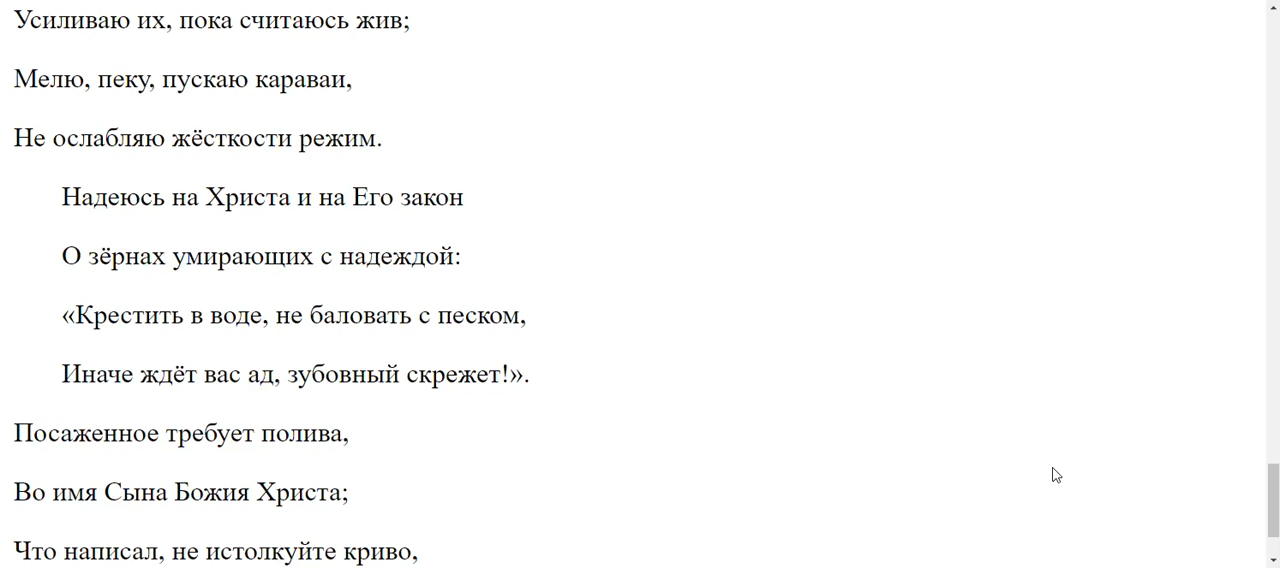 Усиливаю их, пока считаюсь жив;
Мелю, пеку, пускаю караваи,
Не ослабляю жёсткости режим.
Надеюсь на Христа и на Его закон
О зёрнах умирающих с надеждой:
«Крестить в воде, не баловать с песком,
Иначе ждёт вас ад, зубовный скрежет!».
Посаженное требует полива,
Во имя Сына Божия Христа;
Что написал, не истолкуйте криво,